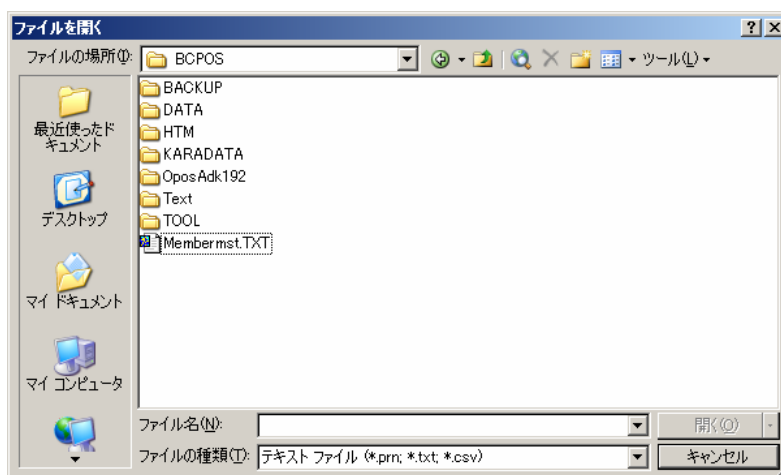 ファイルを開く
ファイルの場所(I):
BCPOS
ツール(L)
最近使ったド
キュメント
デスクトップ
マイ ドキュメント
マイ コンピュータ
BACKUP
DATA
HTM
KARADATA
OposAdk192
Text
TOOL
Membermst.TXT
ファイル名(N):
開く(O)
ファイルの種類(T):
テキスト ファイル (*.prn; *.txt; *.csv)
キャンセル